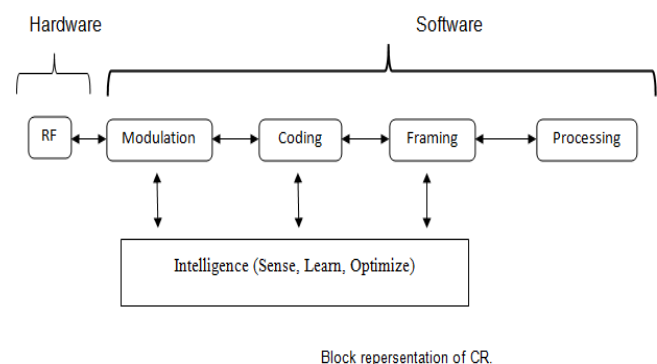 Hardware Software
RF Modulation Coding Framing Processing
Intelligence (Sense, Learn, Optimize)
Block repersentation of CR.